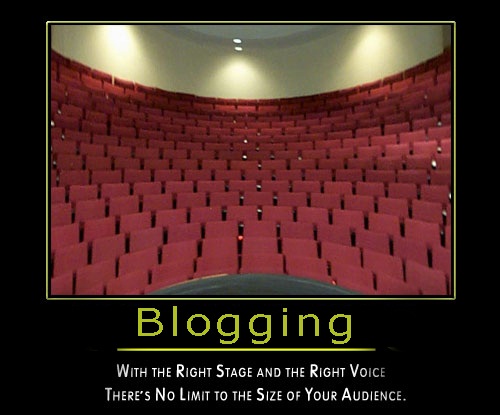 Blogging
With the Right Stage and the Right Voice
There's No Limit to the Size of Your Audience.